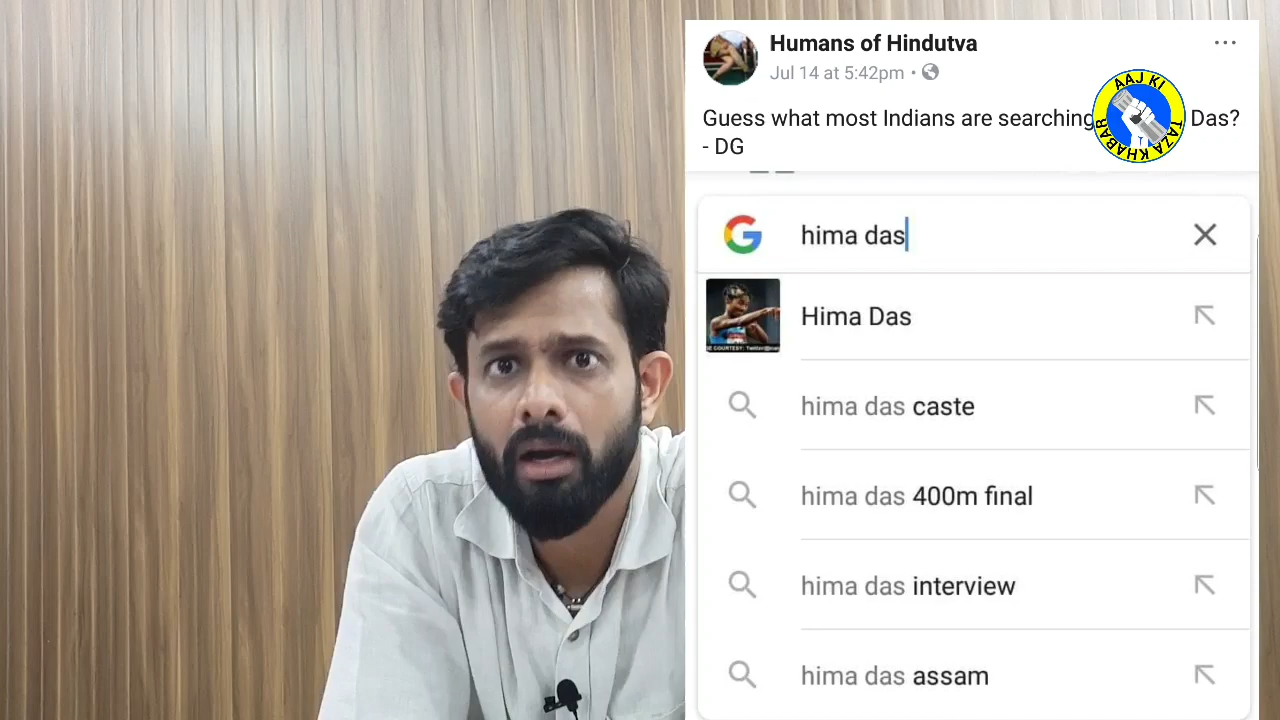 Humans of Hindutva
Jul 14 at 5:42pm
Guess what most Indians are searching Das?
- DG
AAJ KI
TAZA KHABAR
hima das
Hima Das
hima das caste
hima das 400m final
hima das interview
hima das assam